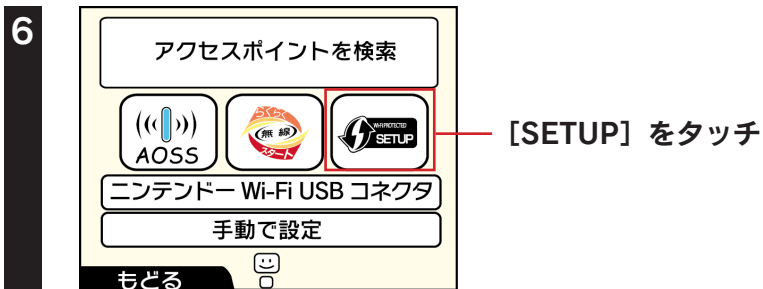 6
アクセスポイントを検索
AOSS
らくらく
無線
スタート
WI-FI PROTECTED
SETUP
[SETUP] をタッチ
ニンテンドー Wi-Fi USB コネクタ
手動で設定
もどる